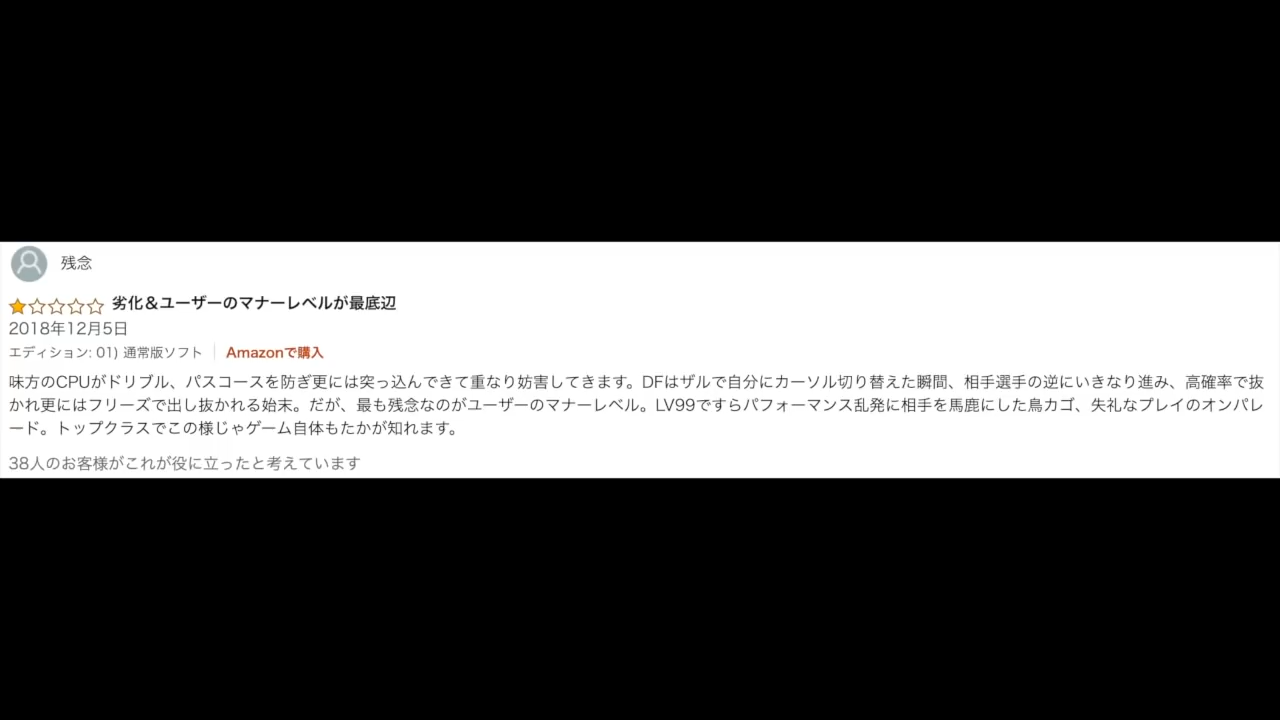 残念
劣化&ユーザーのマナーレベルが最底辺
2018年12月5日
エディション: 01) 通常版ソフト Amazonで購入
味方のCPUがドリブル、パスコースを防ぎ更には突っ込んできて重なり妨害してきます。DFはザルで自分にカーソル切り替えた瞬間、相手選手の逆にいきなり進み、高確率で抜
かれ更にはフリーズで出し抜かれる始末。だが、最も残念なのがユーザーのマナーレベル。LV99ですらパフォーマンス乱発に相手を馬鹿にした鳥カゴ、失礼なプレイのオンパレ
ード。トップクラスでこの様じゃゲーム自体もたかが知れます。
38人のお客様がこれが役に立ったと考えています